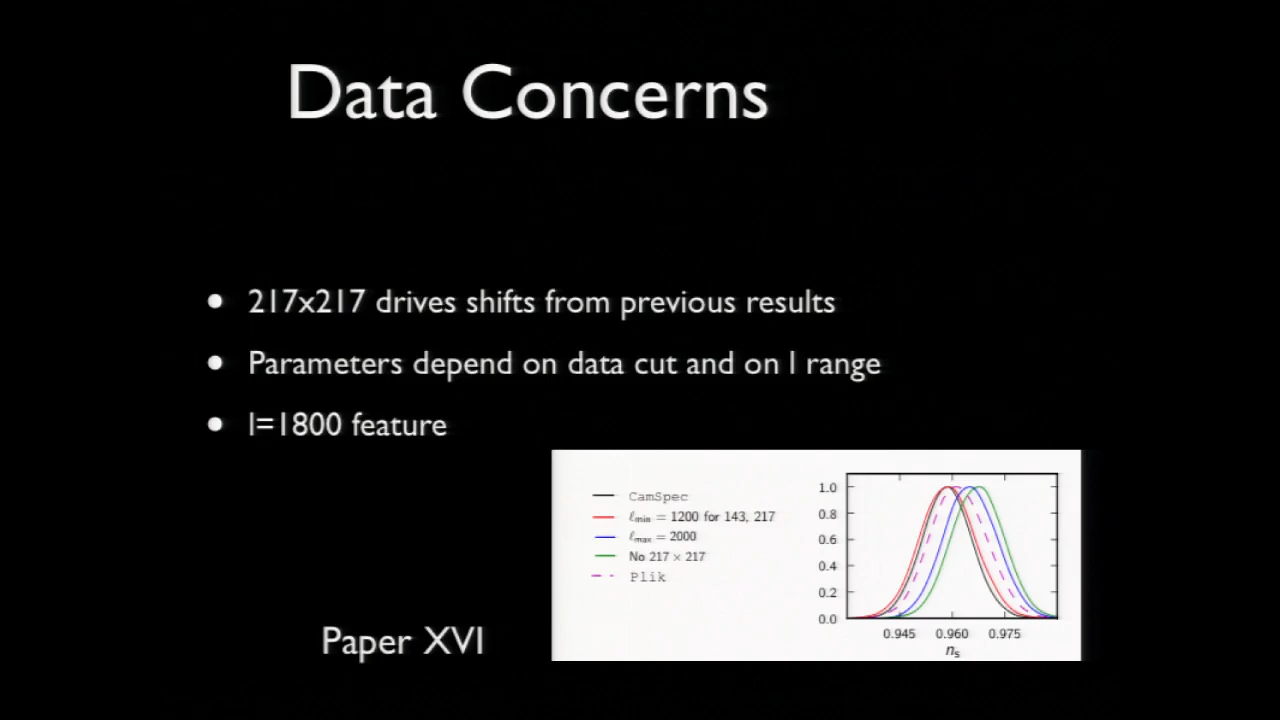 Data Concerns
• 217x217 drives shifts from previous results
• Parameters depend on data cut and on l range
• l=1800 feature
CamSpec
ℓmin = 1200 for 143, 217
ℓmax = 2000
No 217 × 217
Plik
1.0
0.8
0.6
0.4
0.2
0.0
0.945 0.960 0.975
ns
Paper XVI